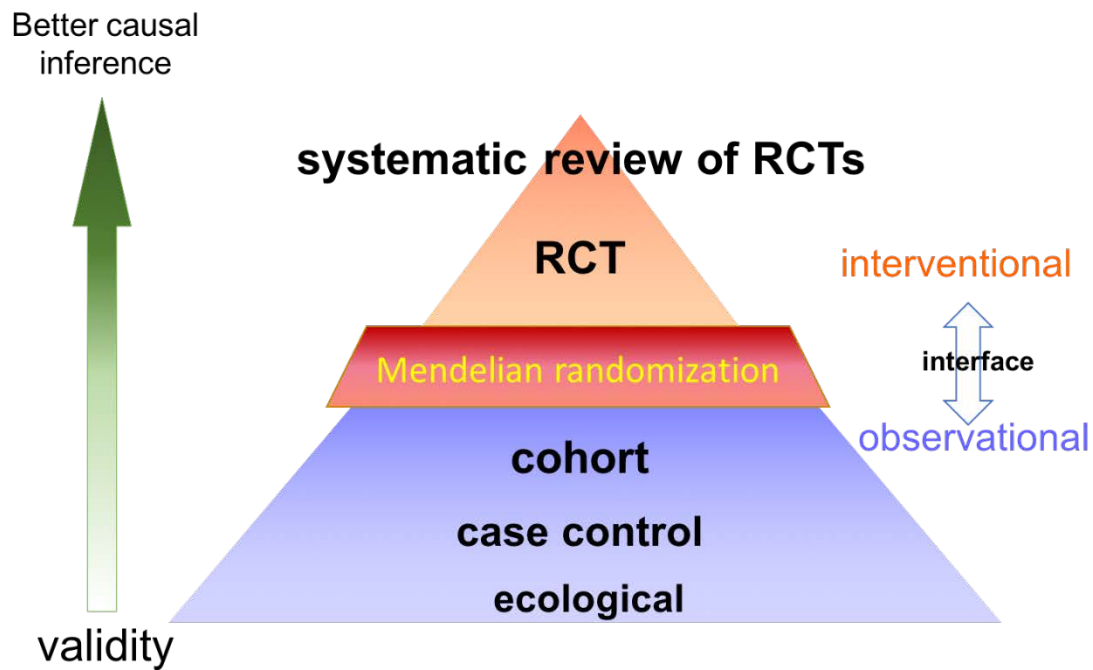 Better causal
inference
systematic review of RCTs
RCT
interventional
Mendelian randomization
interface
observational
cohort
case control
ecological
validity